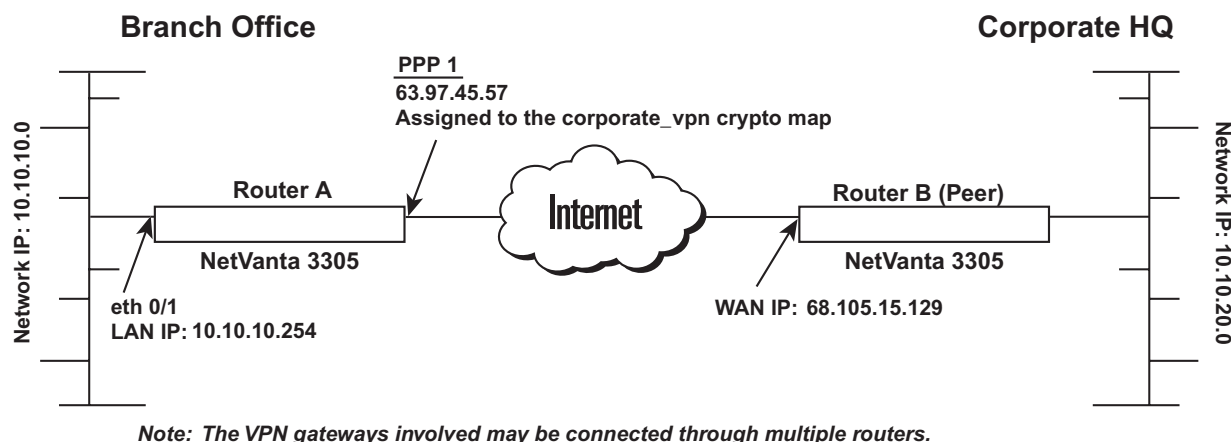 Branch Office
Corporate HQ
PPP 1
63.97.45.57
Assigned to the corporate_vpn crypto map
Network IP: 10.10.10.0
Router A
NetVanta 3305
eth 0/1
LAN IP: 10.10.10.254
Internet
Router B (Peer)
NetVanta 3305
WAN IP: 68.105.15.129
Network IP: 10.10.20.0
Note: The VPN gateways involved may be connected through multiple routers.